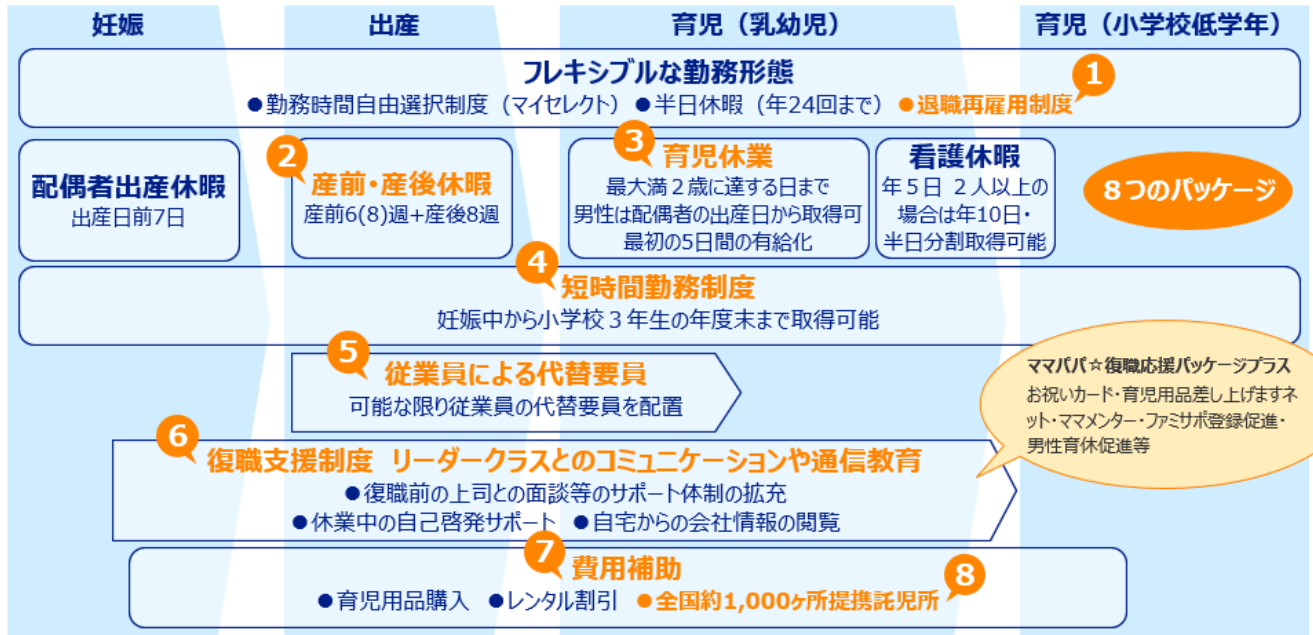 妊娠
出産
育児（乳幼児）
育児（小学校低学年）
フレキシブルな勤務形態
1
●勤務時間自由選択制度（マイセレクト） ●半日休暇（年24回まで） ●退職再雇用制度
配偶者出産休暇
出産日前7日
2
産前・産後休暇
産前6(8)週+産後8週
3
育児休業
最大満２歳に達する日まで
男性は配偶者の出産日から取得可
最初の5日間の有給化
看護休暇
年５日 ２人以上の
場合は年10日・
半日分割取得可能
８つのパッケージ
4
短時間勤務制度
妊娠中から小学校３年生の年度末まで取得可能
5
従業員による代替要員
可能な限り従業員の代替要員を配置
ママパパ☆復職応援パッケージプラス
お祝いカード・育児用品差し上げますネ
ット・ママメンター・ファミサポ登録促進・
男性育休促進等
6
復職支援制度 リーダークラスとのコミュニケーションや通信教育
●復職前の上司との面談等のサポート体制の拡充
●休業中の自己啓発サポート ●自宅からの会社情報の閲覧
7
費用補助
8
●育児用品購入 ●レンタル割引 ●全国約1,000ヶ所提携託児所